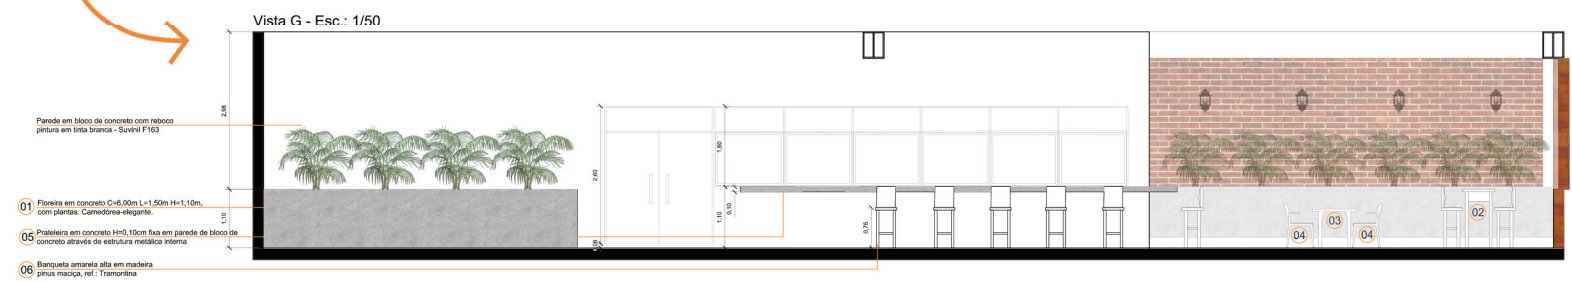 Vista G - Esc.: 1/50
2,98
Parede em bloco de concreto com reboco
pintura em tinta branca - Suvinil F163
2,60
1,60
01 Floreira em concreto C=6,00m L=1,50m H=1,10m,
com plantas: Camedórea-elegante.
1,10
1,10
0,10
0,75
02
03
04
04
05 Prateleira em concreto H=0,10cm fixa em parede de bloco de
concreto através de estrutura metálica interna
06 Banqueta amarela alta em madeira
pinus maciça, ref.: Tramontina